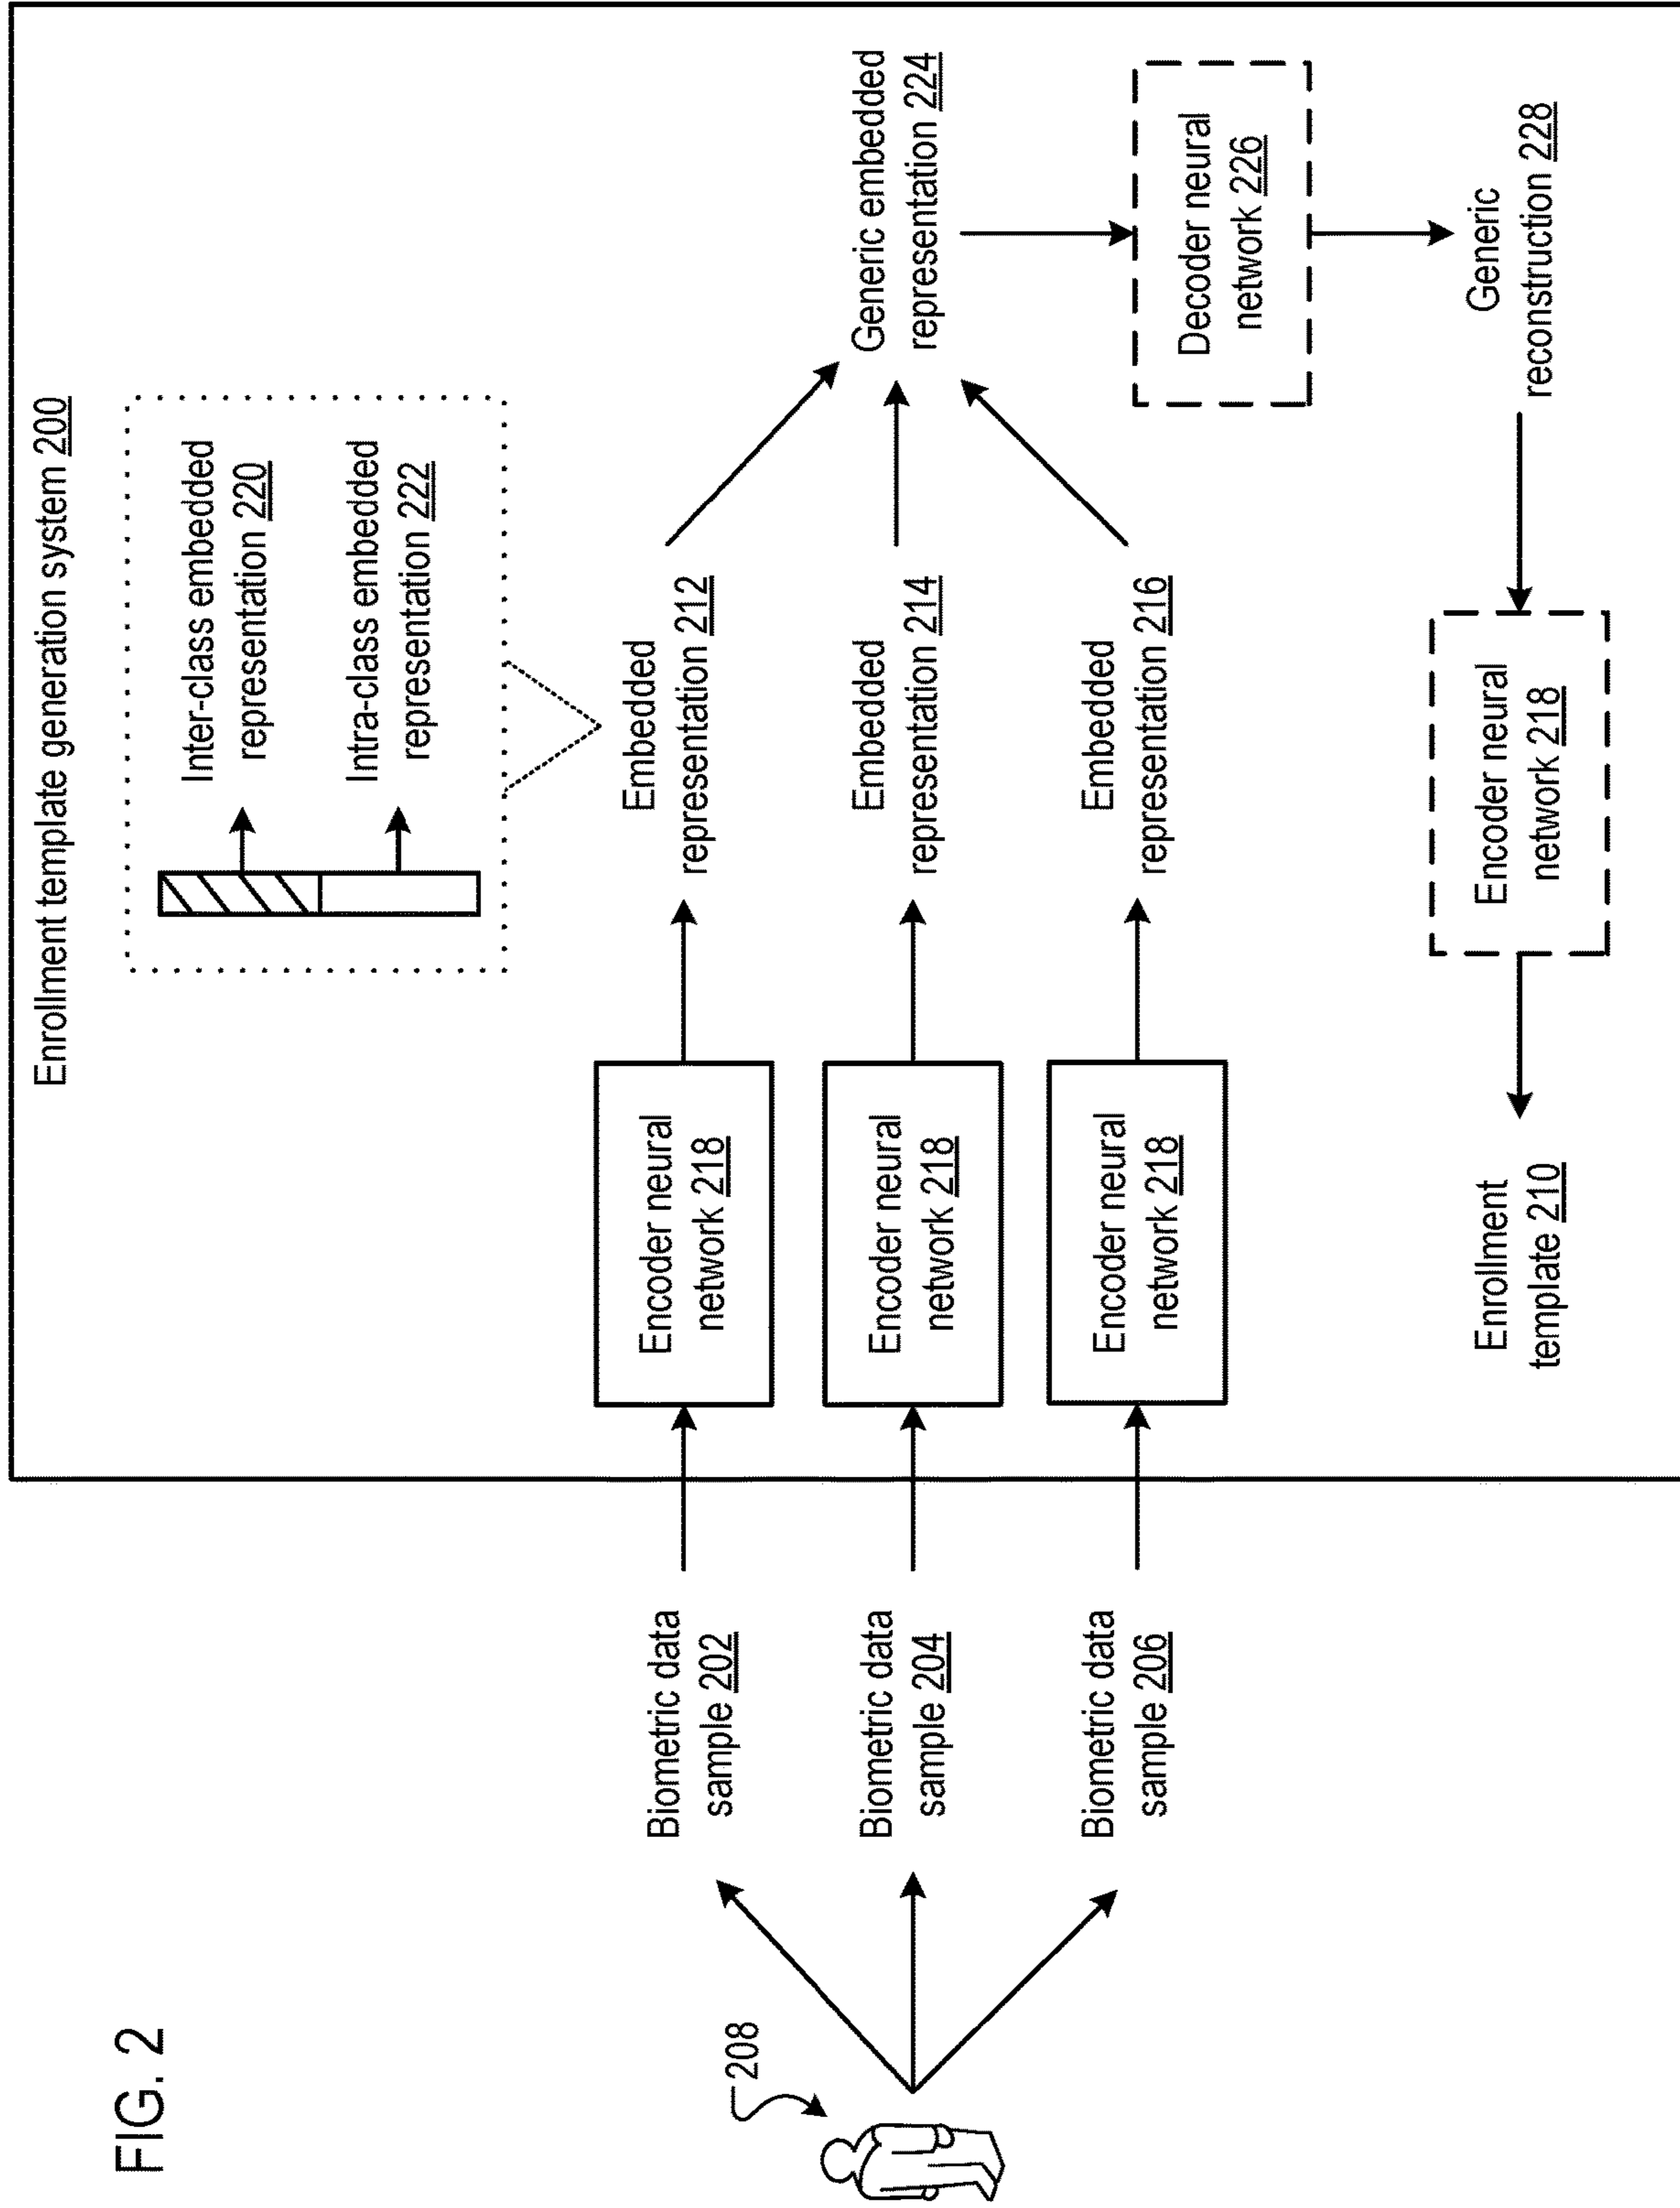 FIG. 2
Enrollment template generation system 200
Inter-class embedded
representation 220
Intra-class embedded
representation 222
208
Biometric data
sample 202
Encoder neural
network 218
Embedded
representation 212
Biometric data
sample 204
Encoder neural
network 218
Embedded
representation 214
Generic embedded
representation 224
Biometric data
sample 206
Encoder neural
network 218
Embedded
representation 216
Decoder neural
network 226
Enrollment
template 210
Encoder neural
network 218
Generic
reconstruction 228